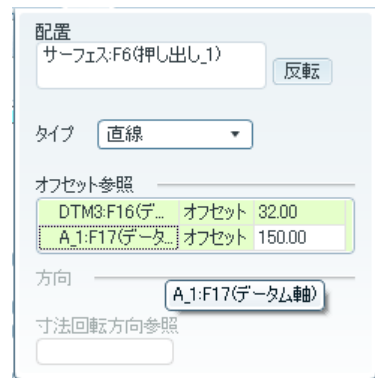 配置
サーフェス:F6(押し出し_1)
反転
タイプ 直線
オフセット参照
DTM3:F16(デ... オフセット 32.00
A_1:F17(データ... オフセット 150.00
方向
A_1:F17(データム軸)
寸法回転方向参照